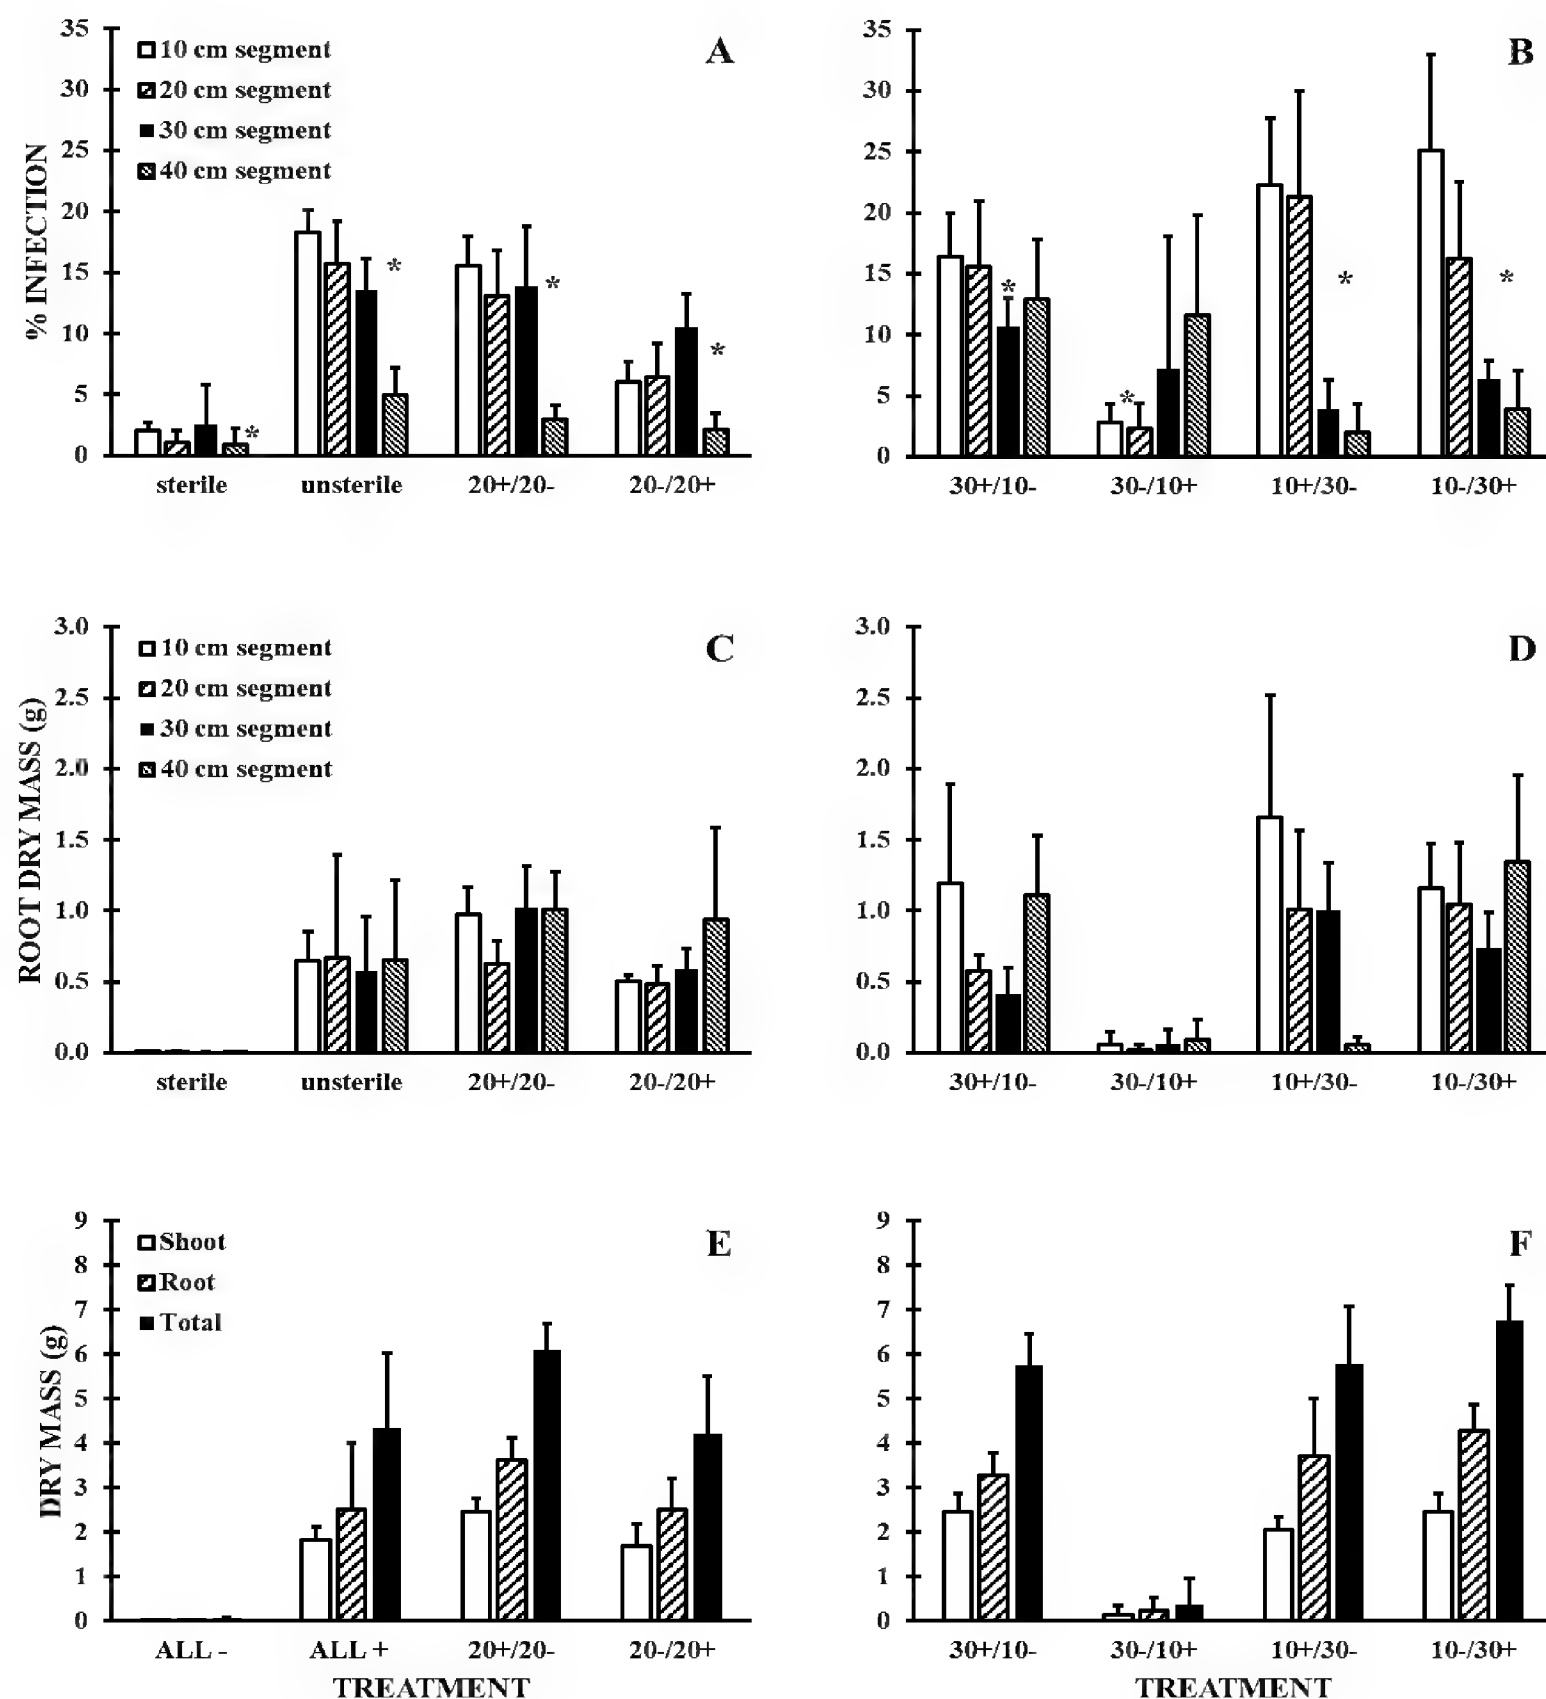 A
% INFECTION
35
30
25
20
15
10
5
0
10 cm segment
20 cm segment
30 cm segment
40 cm segment
*
*
*
*
sterile unsterile 20+/20- 20-/20+
B
35
30
25
20
15
10
5
0
*
*
*
*
30+/10- 30-/10+ 10+/30- 10-/30+
C
ROOT DRY MASS (g)
3.0
2.5
2.0
1.5
1.0
0.5
0.0
10 cm segment
20 cm segment
30 cm segment
40 cm segment
sterile unsterile 20+/20- 20-/20+
D
3.0
2.5
2.0
1.5
1.0
0.5
0.0
30+/10- 30-/10+ 10+/30- 10-/30+
E
DRY MASS (g)
9
8
7
6
5
4
3
2
1
0
Shoot
Root
Total
ALL - ALL + 20+/20- 20-/20+
TREATMENT
F
9
8
7
6
5
4
3
2
1
0
30+/10- 30-/10+ 10+/30- 10-/30+
TREATMENT